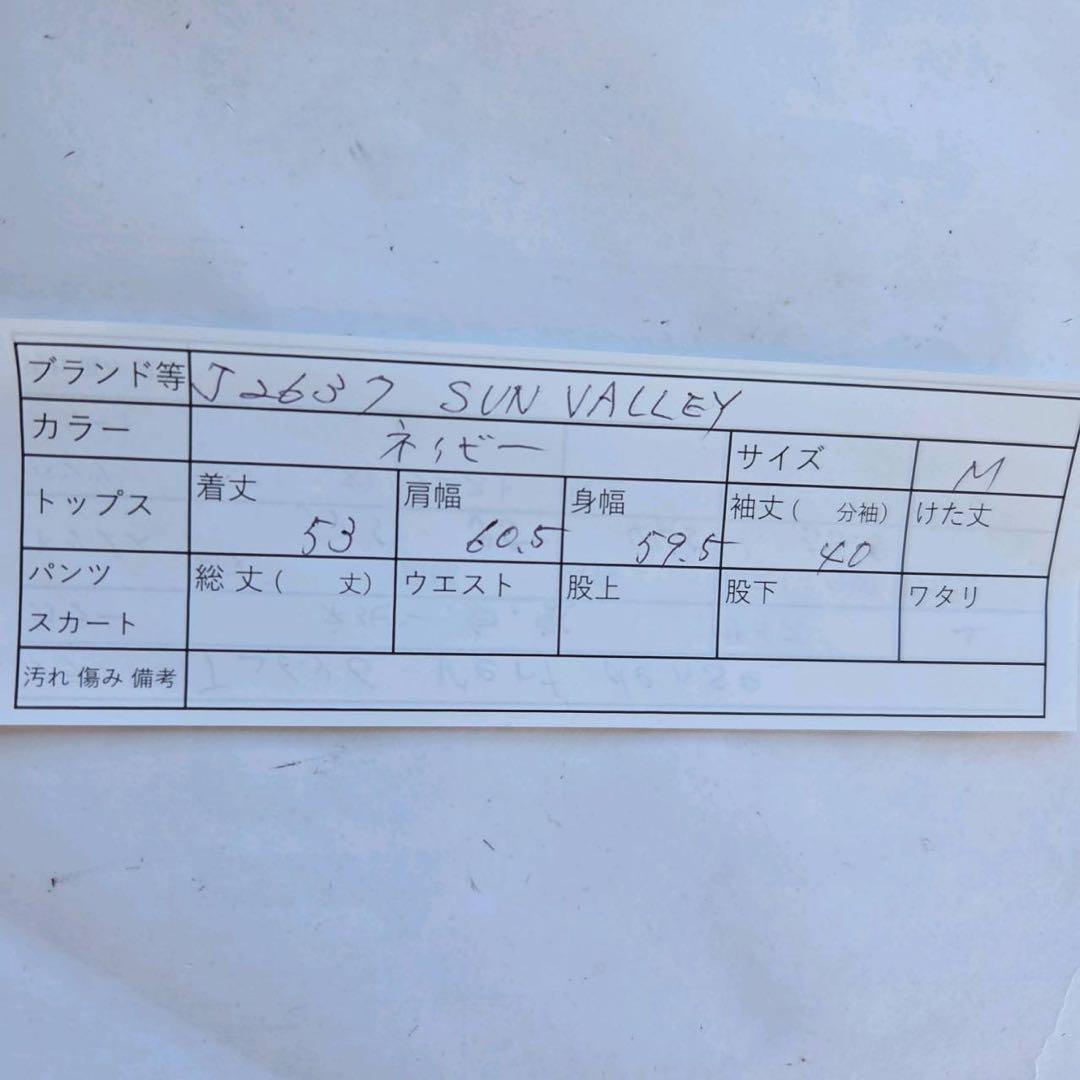 ブランド等 J2637 SUN VALLEY
カラー ネイビー サイズ M
トップス 着丈 53 肩幅 60.5 身幅 59.5 袖丈( 分袖) 40 けた丈
パンツ スカート 総丈( 丈) ウエスト 股上 股下 ワタリ
汚れ 傷み 備考